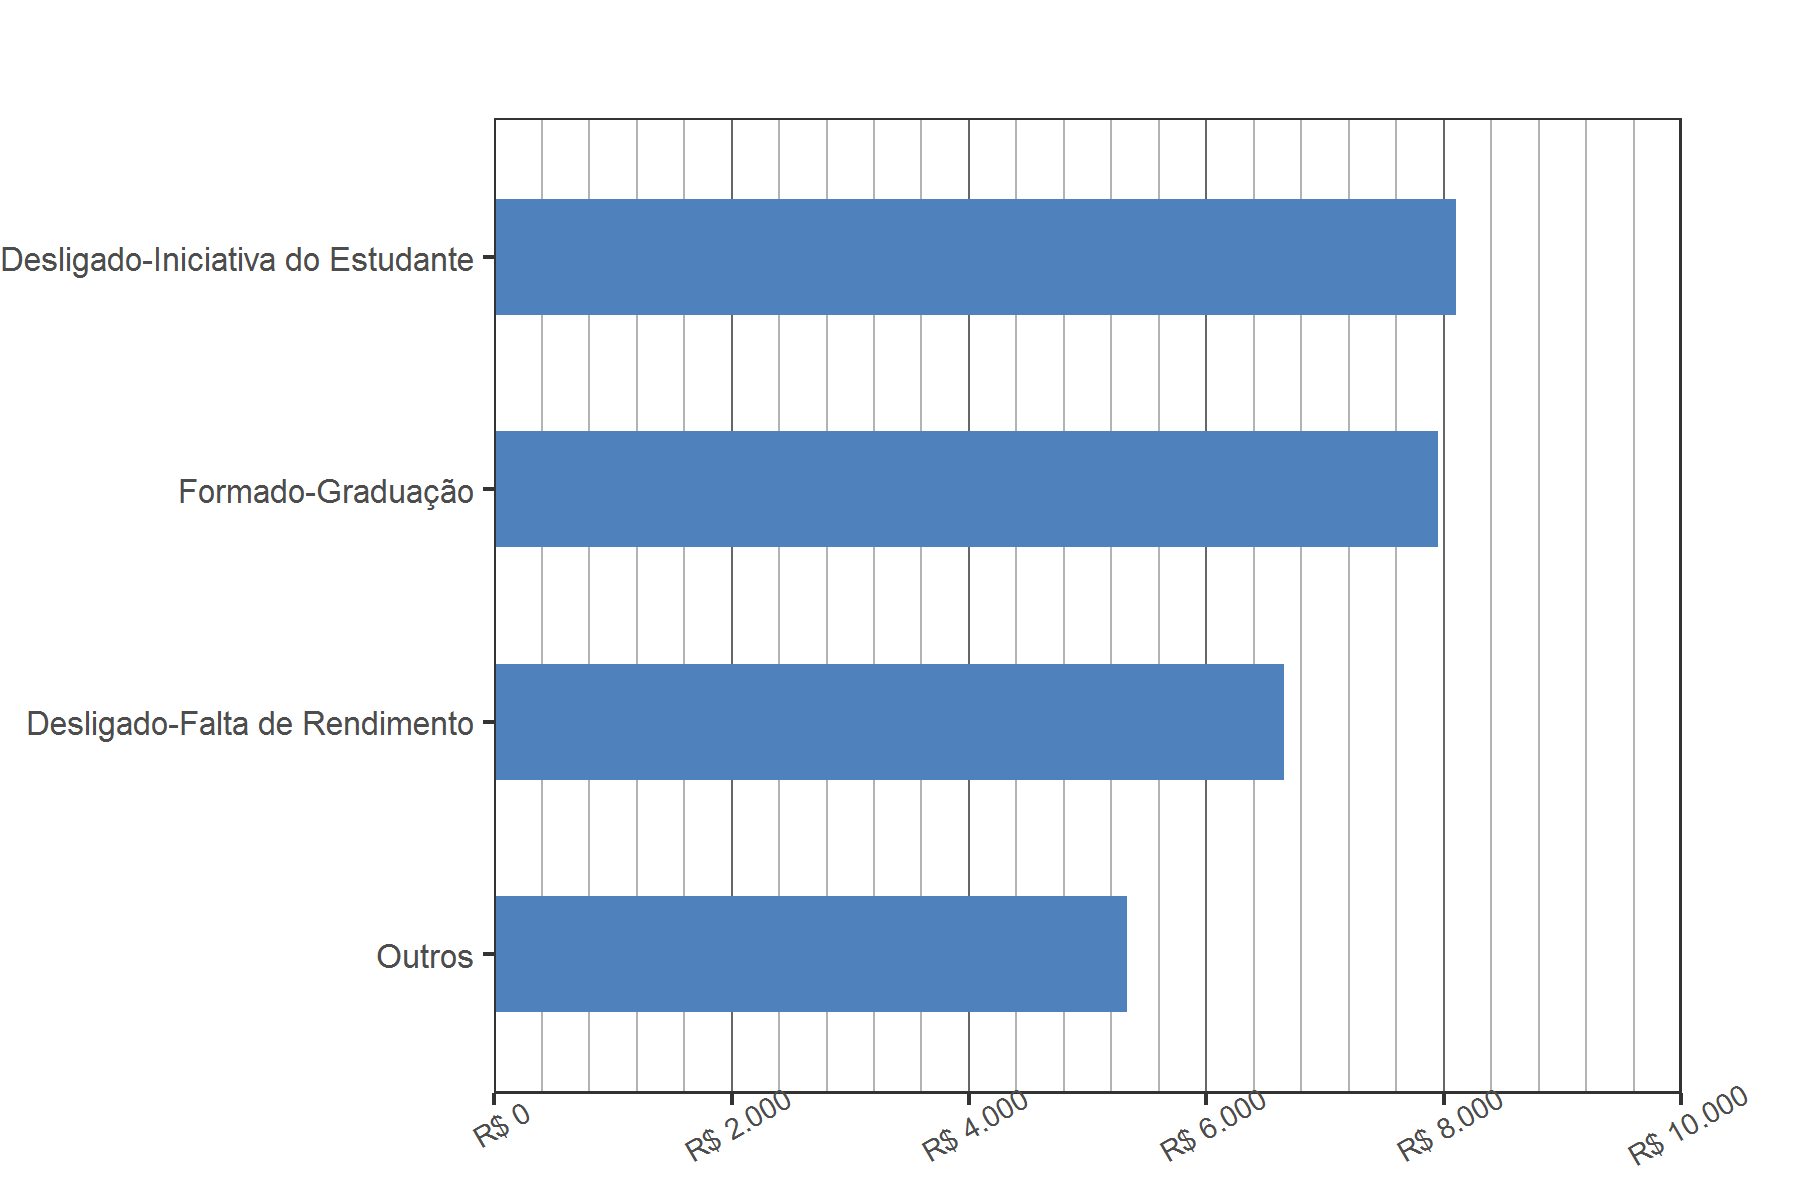 Desligado-Iniciativa do Estudante
Formado-Graduação
Desligado-Falta de Rendimento
Outros
R$ 0
R$ 2.000
R$ 4.000
R$ 6.000
R$ 8.000
R$ 10.000